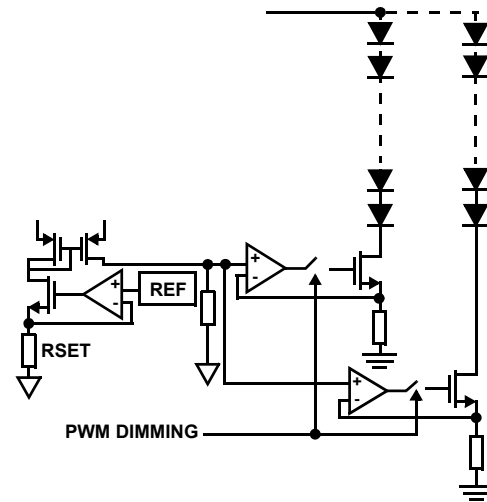 REF
RSET
PWM DIMMING
+
-
+
-
+
-